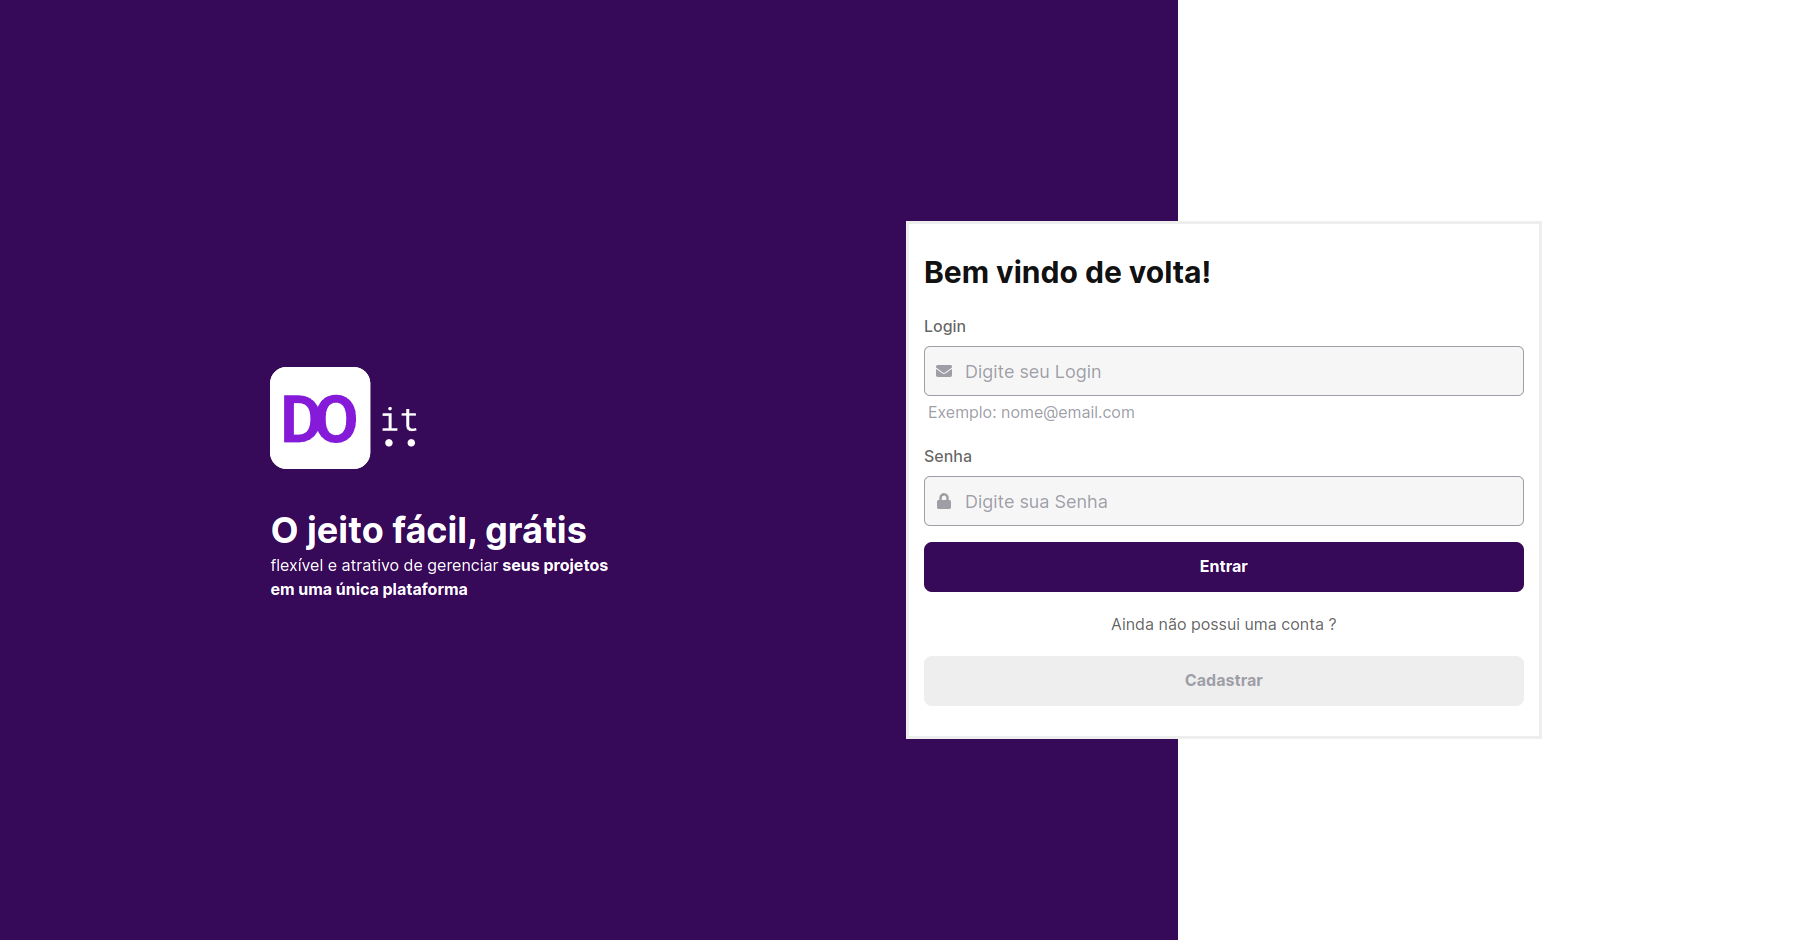 DO it
O jeito fácil, grátis
flexível e atrativo de gerenciar seus projetos
em uma única plataforma
Bem vindo de volta!
Login
Digite seu Login
Exemplo: nome@email.com
Senha
Digite sua Senha
Entrar
Ainda não possui uma conta ?
Cadastrar